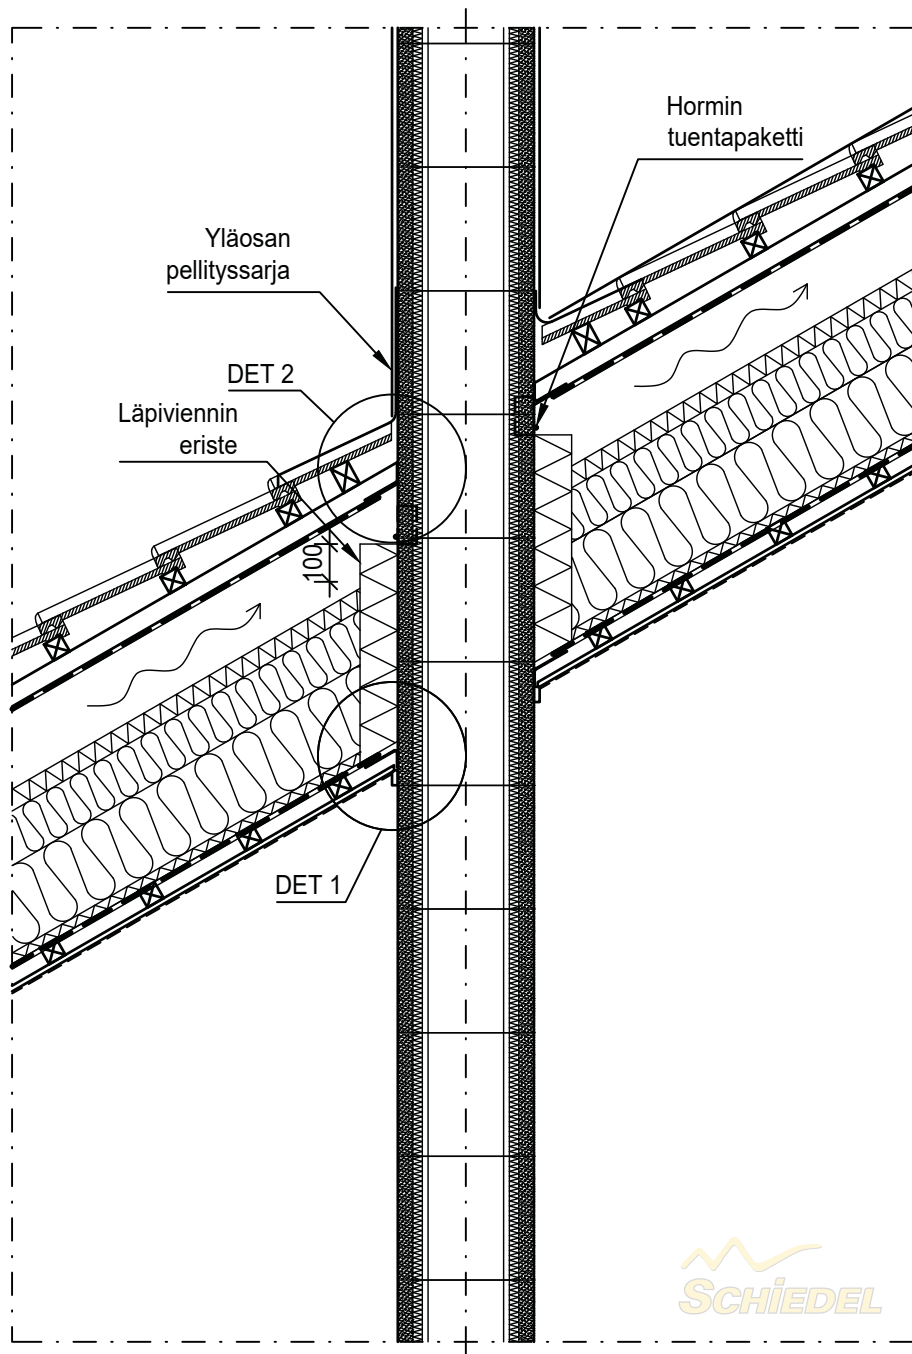 Hormin
tuentapaketti
Yläosan
pellityssarja
DET 2
Läpiviennin
eriste
100
DET 1
SCHIEDEL